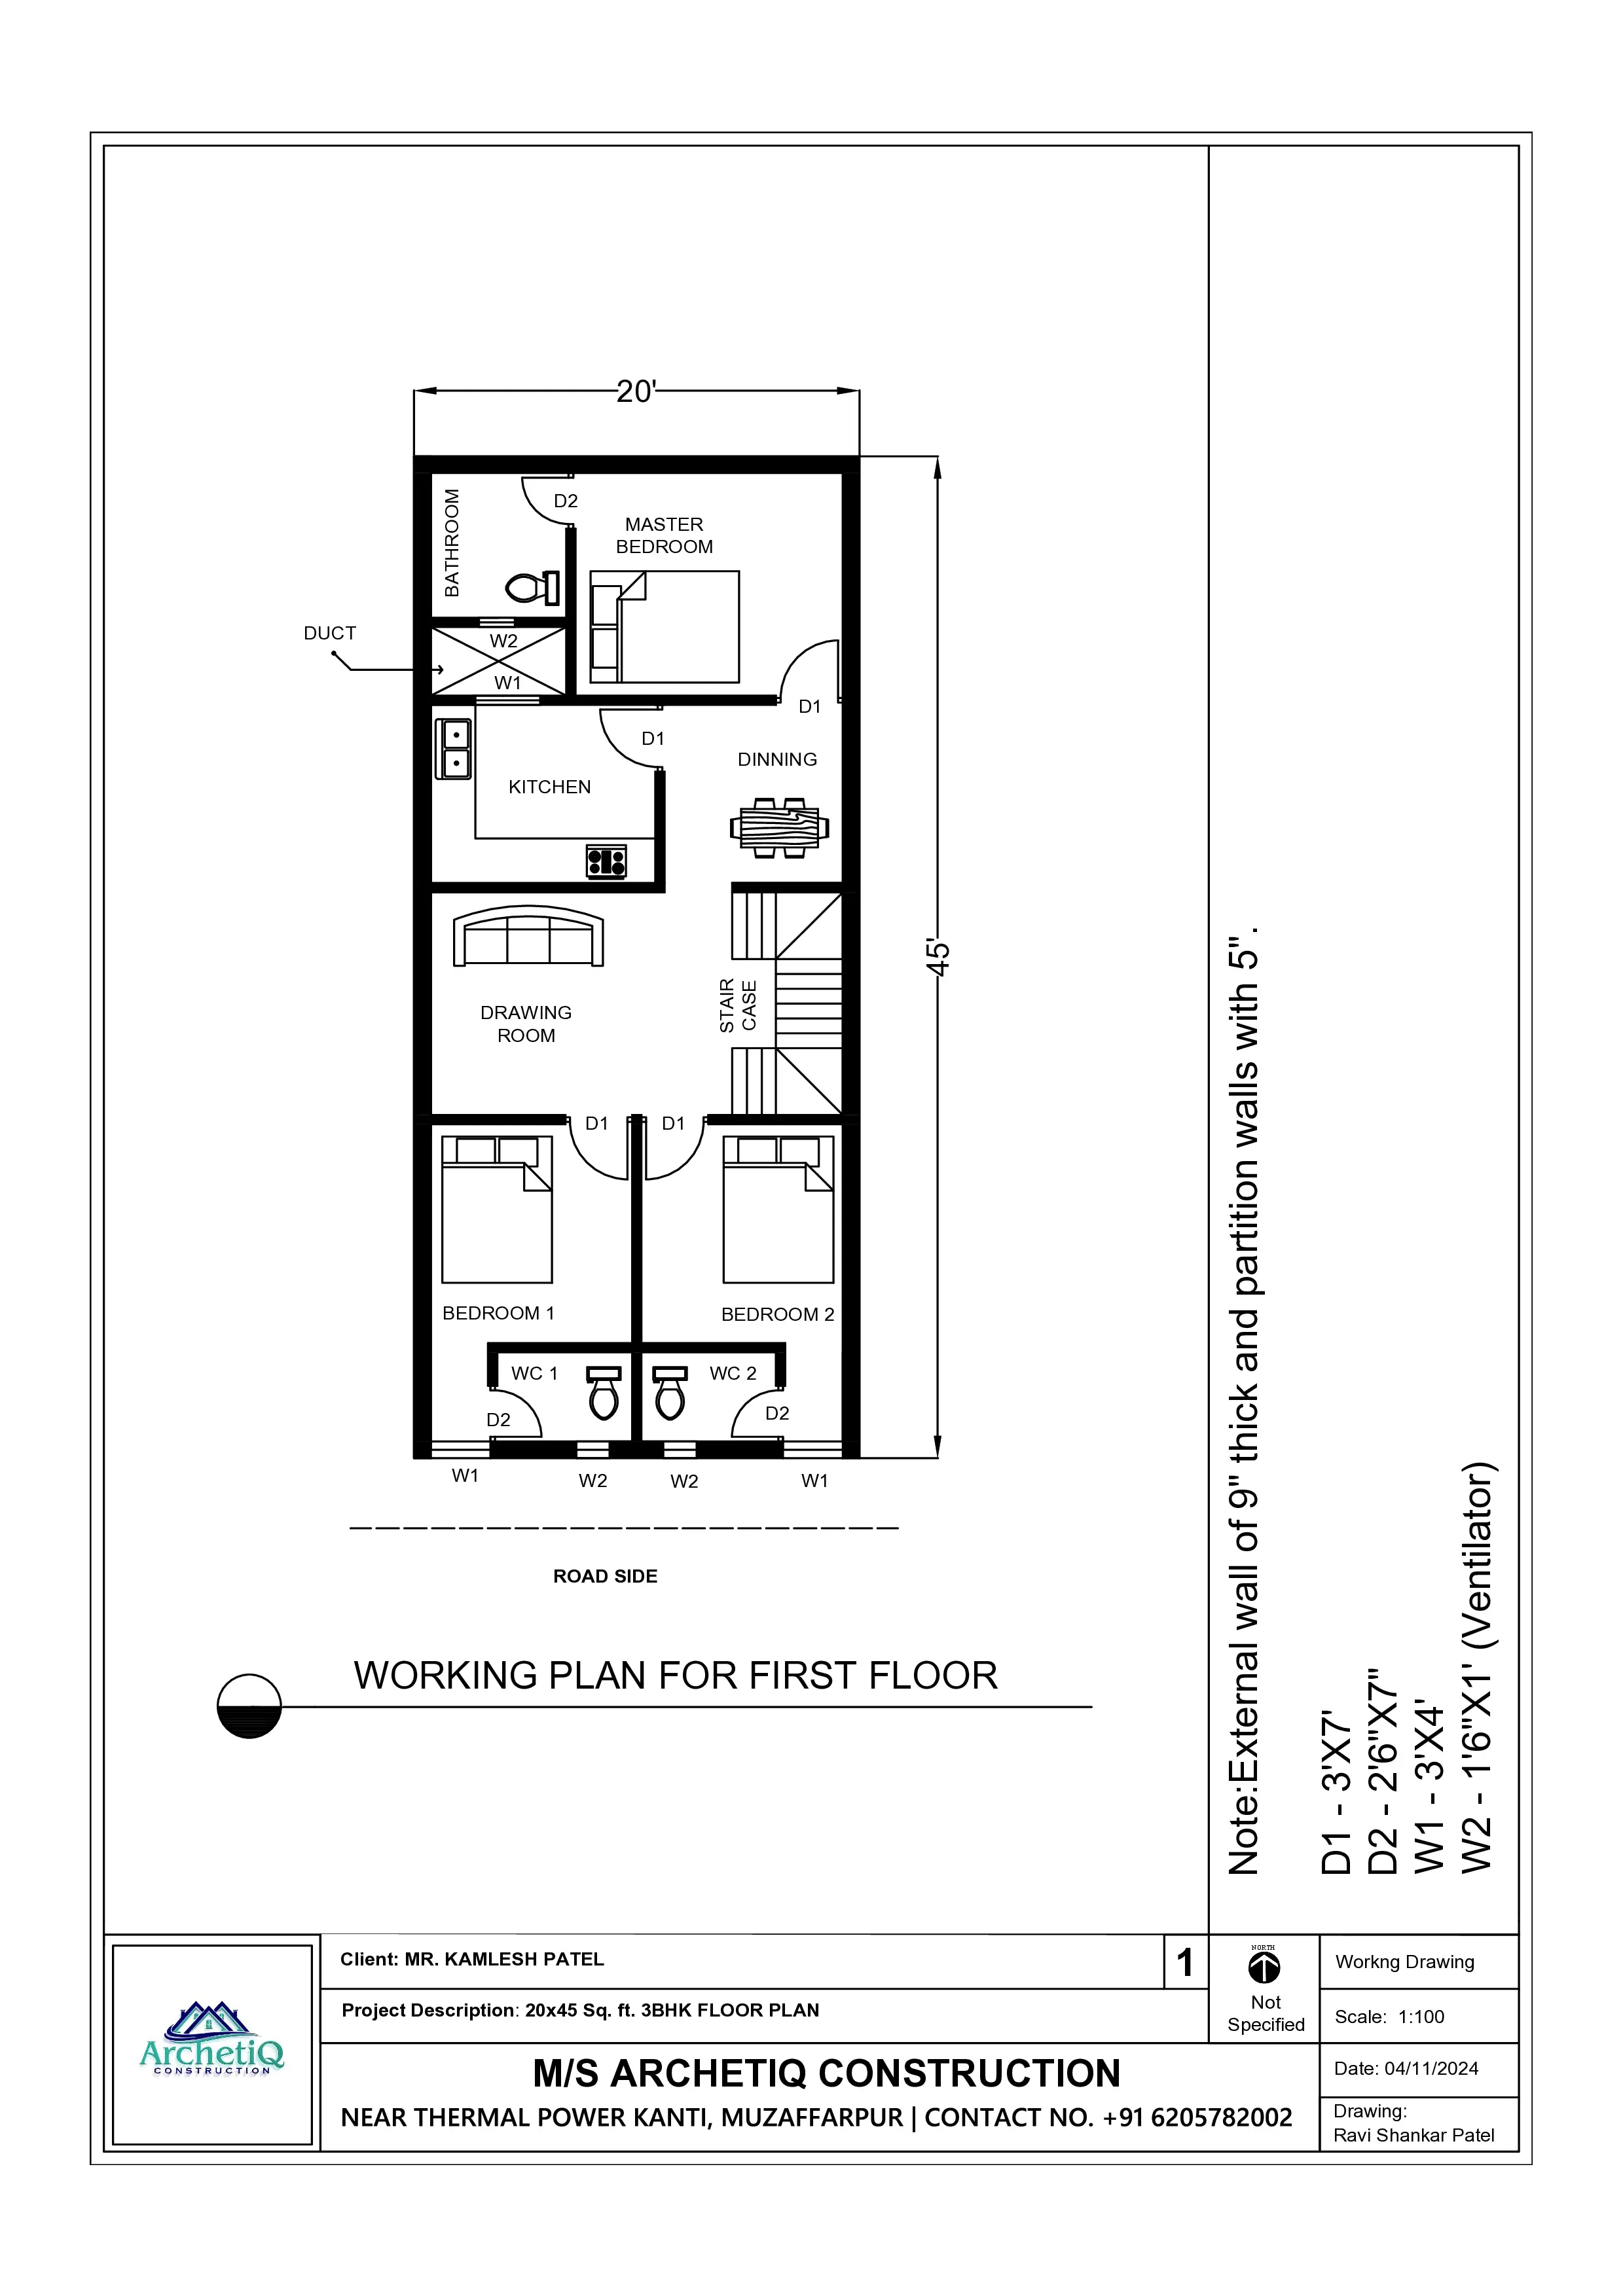 20'
BATHROOM
D2
MASTER
BEDROOM
DUCT
W2
W1
D1
D1
DINNING
KITCHEN
45'
STAIR
CASE
DRAWING
ROOM
D1
D1
BEDROOM 1
BEDROOM 2
WC 1
WC 2
D2
D2
W1
W2
W2
W1
ROAD SIDE
WORKING PLAN FOR FIRST FLOOR
Note:External wall of 9" thick and partition walls with 5" .
D1 - 3'X7'
D2 - 2'6"X7"
W1 - 3'X4'
W2 - 1'6"X1' (Ventilator)
ArchetiQ
CONSTRUCTION
Client: MR. KAMLESH PATEL
1
Project Description: 20x45 Sq. ft. 3BHK FLOOR PLAN
M/S ARCHETIQ CONSTRUCTION
NEAR THERMAL POWER KANTI, MUZAFFARPUR | CONTACT NO. +91 6205782002
NORTH
Not
Specified
Workng Drawing
Scale: 1:100
Date: 04/11/2024
Drawing:
Ravi Shankar Patel